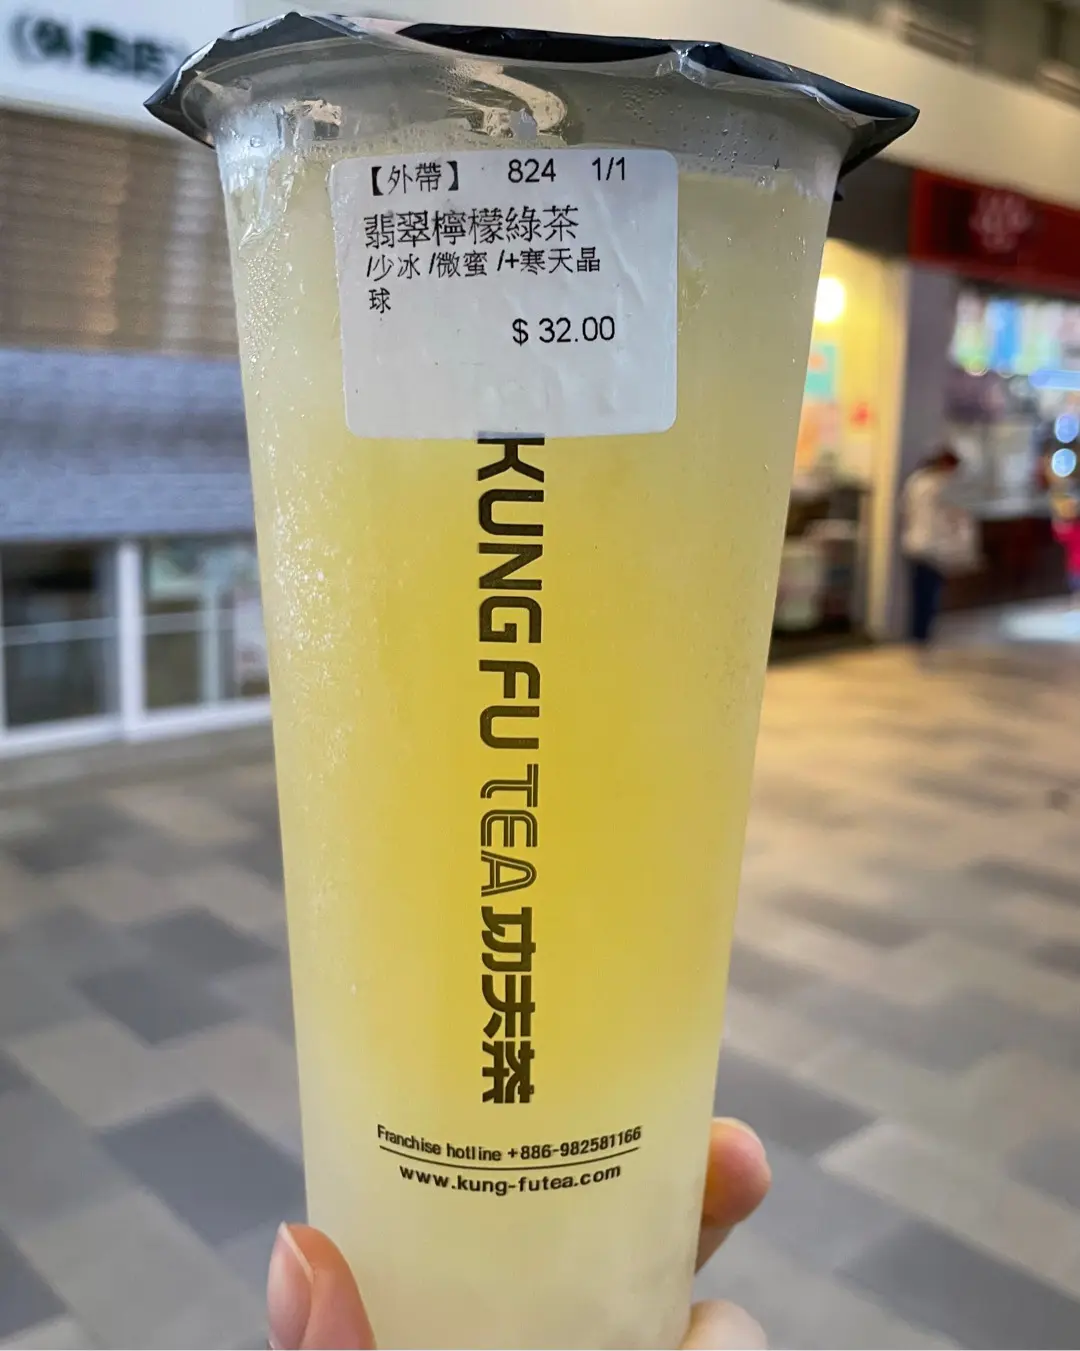 【外帶】 824 1/1
翡翠檸檬綠茶
/少冰 /微蜜 /+寒天晶
球
$ 32.00
KUNG FU TEA 功夫茶
Franchise hotline +886-982581166
www.kung-futea.com